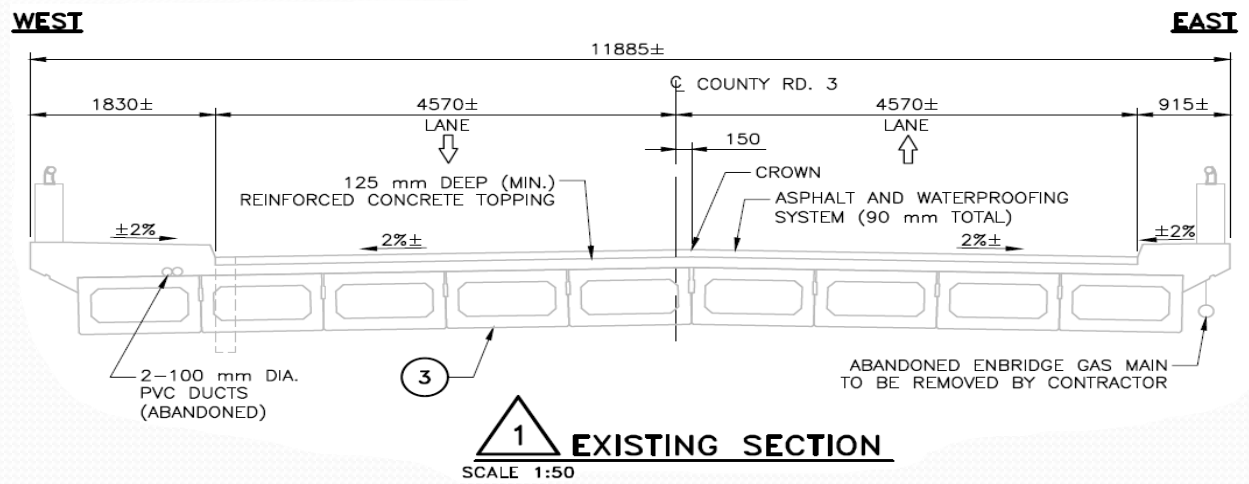 WEST
EAST
11885±
℄ COUNTY RD. 3
1830±
4570±
4570±
915±
LANE
LANE
150
125 mm DEEP (MIN.)
REINFORCED CONCRETE TOPPING
CROWN
ASPHALT AND WATERPROOFING
SYSTEM (90 mm TOTAL)
±2%
2%±
2%±
±2%
2-100 mm DIA.
PVC DUCTS
(ABANDONED)
3
ABANDONED ENBRIDGE GAS MAIN
TO BE REMOVED BY CONTRACTOR
1 EXISTING SECTION
SCALE 1:50